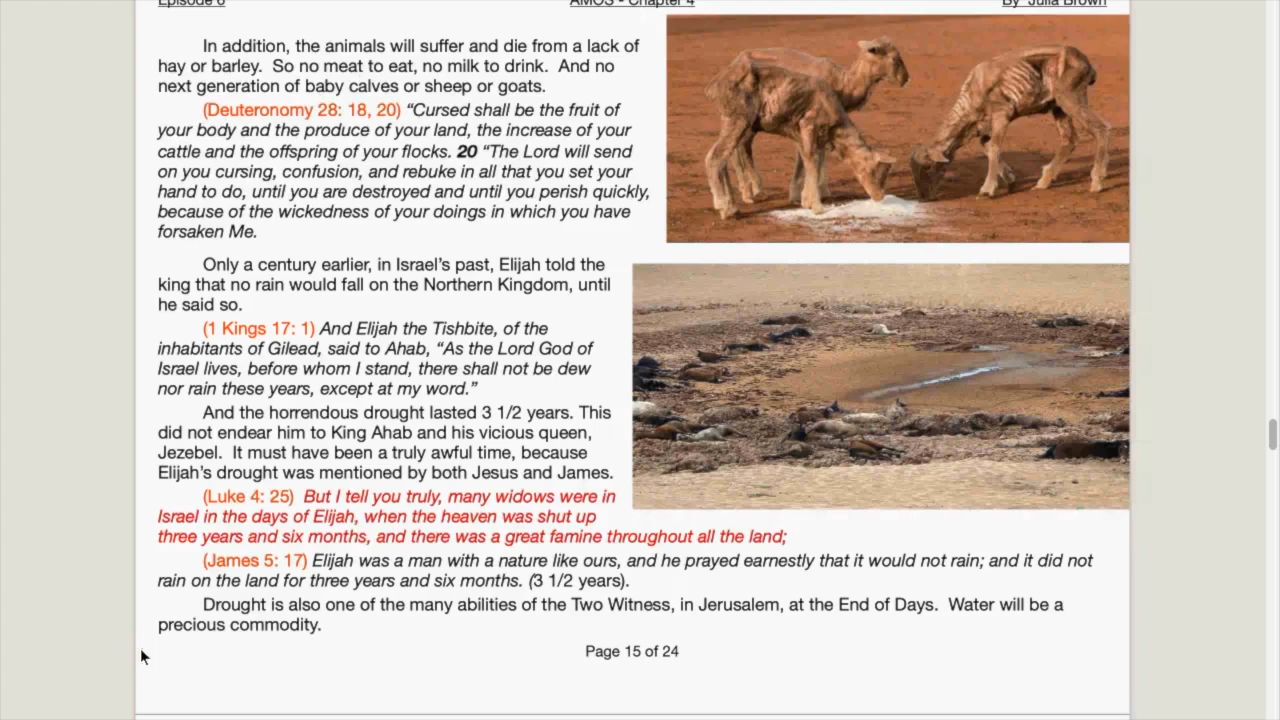 Episode 6 AMOS - Chapter 4 By Julia Brown
In addition, the animals will suffer and die from a lack of
hay or barley.  So no meat to eat, no milk to drink.  And no
next generation of baby calves or sheep or goats.
(Deuteronomy 28: 18, 20) “Cursed shall be the fruit of
your body and the produce of your land, the increase of your
cattle and the offspring of your flocks. 20 “The Lord will send
on you cursing, confusion, and rebuke in all that you set your
hand to do, until you are destroyed and until you perish quickly,
because of the wickedness of your doings in which you have
forsaken Me.
Only a century earlier, in Israel’s past, Elijah told the
king that no rain would fall on the Northern Kingdom, until
he said so.
(1 Kings 17: 1) And Elijah the Tishbite, of the
inhabitants of Gilead, said to Ahab, “As the Lord God of
Israel lives, before whom I stand, there shall not be dew
nor rain these years, except at my word.”
And the horrendous drought lasted 3 1/2 years. This
did not endear him to King Ahab and his vicious queen,
Jezebel.  It must have been a truly awful time, because
Elijah’s drought was mentioned by both Jesus and James.
(Luke 4: 25)  But I tell you truly, many widows were in
Israel in the days of Elijah, when the heaven was shut up
three years and six months, and there was a great famine throughout all the land;
(James 5: 17) Elijah was a man with a nature like ours, and he prayed earnestly that it would not rain; and it did not
rain on the land for three years and six months. (3 1/2 years).
Drought is also one of the many abilities of the Two Witness, in Jerusalem, at the End of Days.  Water will be a
precious commodity.
Page 15 of 24